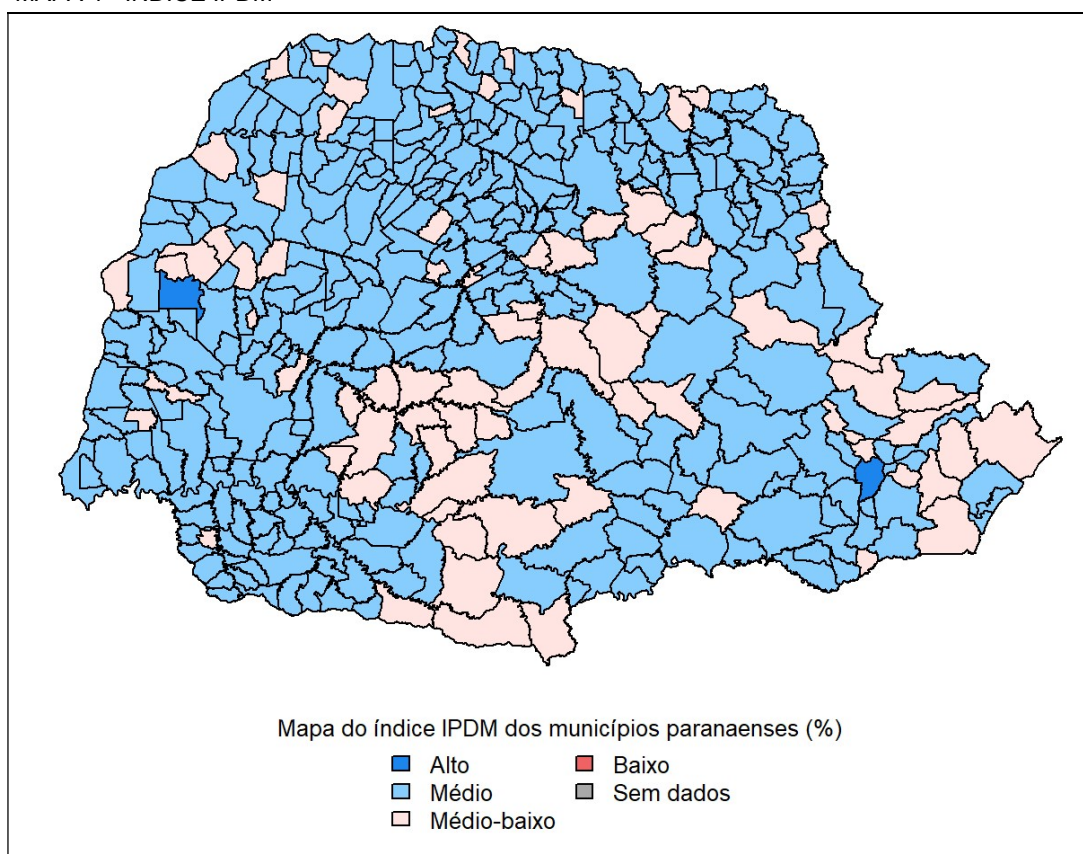 Mapa do índice IPDM dos municípios paranaenses (%)
Alto
Médio
Médio-baixo
Baixo
Sem dados